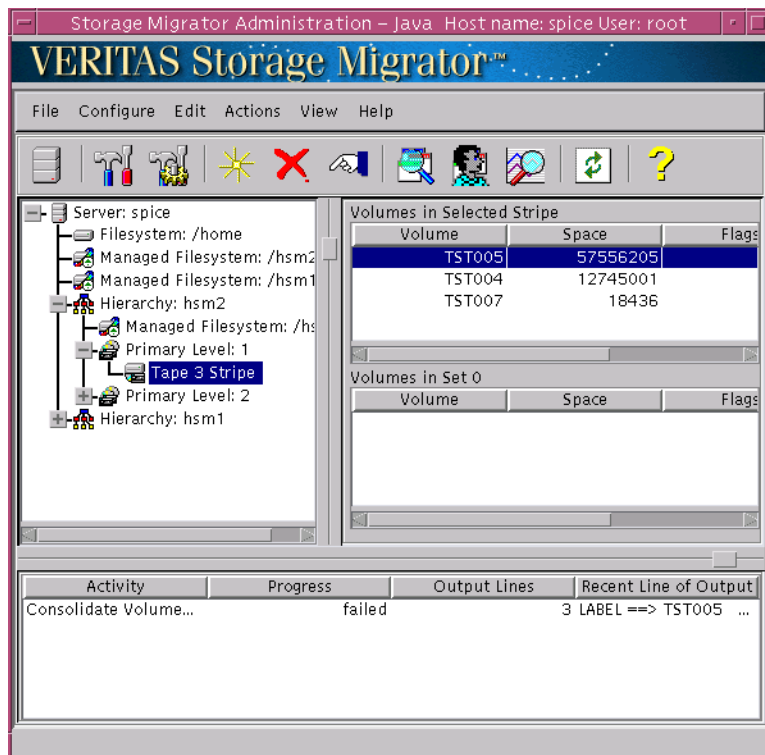 Storage Migrator Administration – Java Host name: spice User: root
VERITAS Storage Migrator™
File Configure Edit Actions View Help
Server: spice
Filesystem: /home
Managed Filesystem: /hsm2
Managed Filesystem: /hsm1
Hierarchy: hsm2
Managed Filesystem: /hs
Primary Level: 1
Tape 3 Stripe
Primary Level: 2
Hierarchy: hsm1
Volumes in Selected Stripe
Volume Space Flags
TST005 57556205
TST004 12745001
TST007 18436
Volumes in Set 0
Volume Space Flags
Activity Progress Output Lines Recent Line of Output
Consolidate Volume... failed 3 LABEL ==> TST005 ...